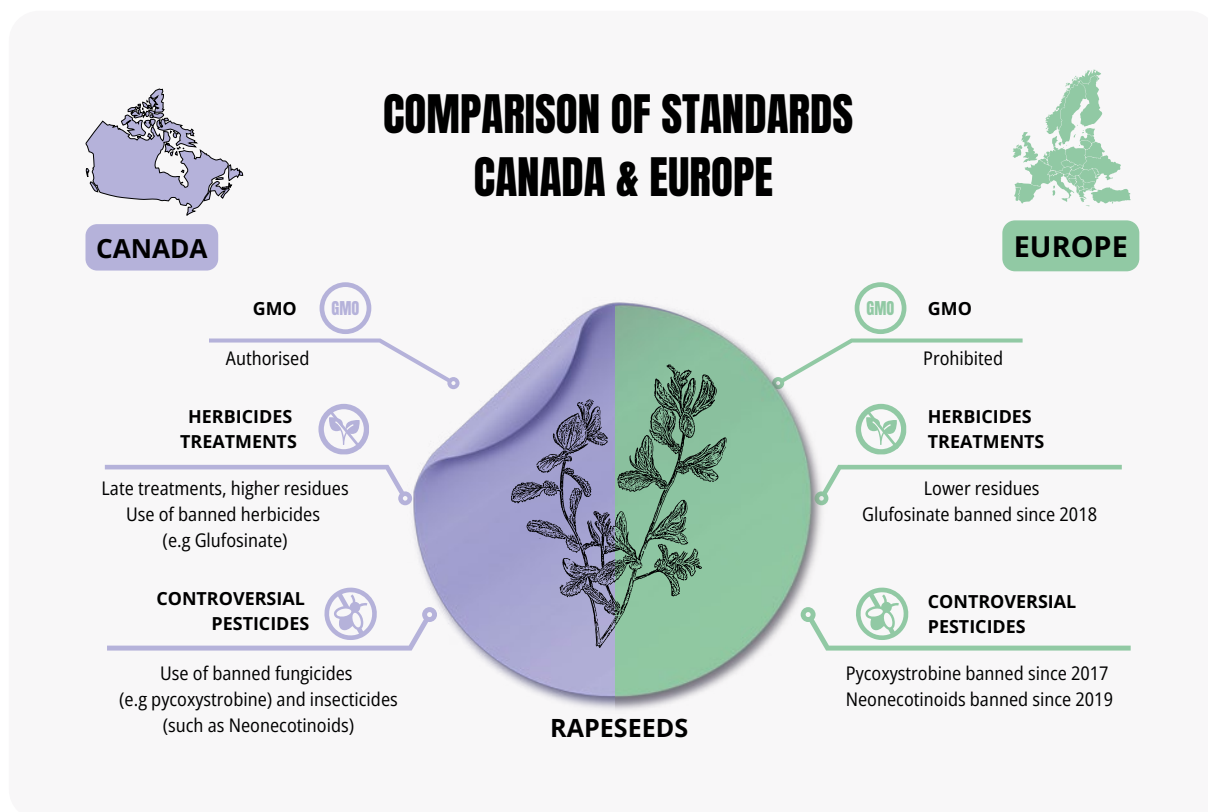 COMPARISON OF STANDARDS
CANADA & EUROPE
CANADA
EUROPE
GMO
GMO
Authorised
HERBICIDES
TREATMENTS
Late treatments, higher residues
Use of banned herbicides
(e.g Glufosinate)
CONTROVERSIAL
PESTICIDES
Use of banned fungicides
(e.g pycoxystrobine) and insecticides
(such as Neonecotinoids)
GMO
GMO
Prohibited
HERBICIDES
TREATMENTS
Lower residues
Glufosinate banned since 2018
CONTROVERSIAL
PESTICIDES
Pycoxystrobine banned since 2017
Neonecotinoids banned since 2019
RAPESEEDS